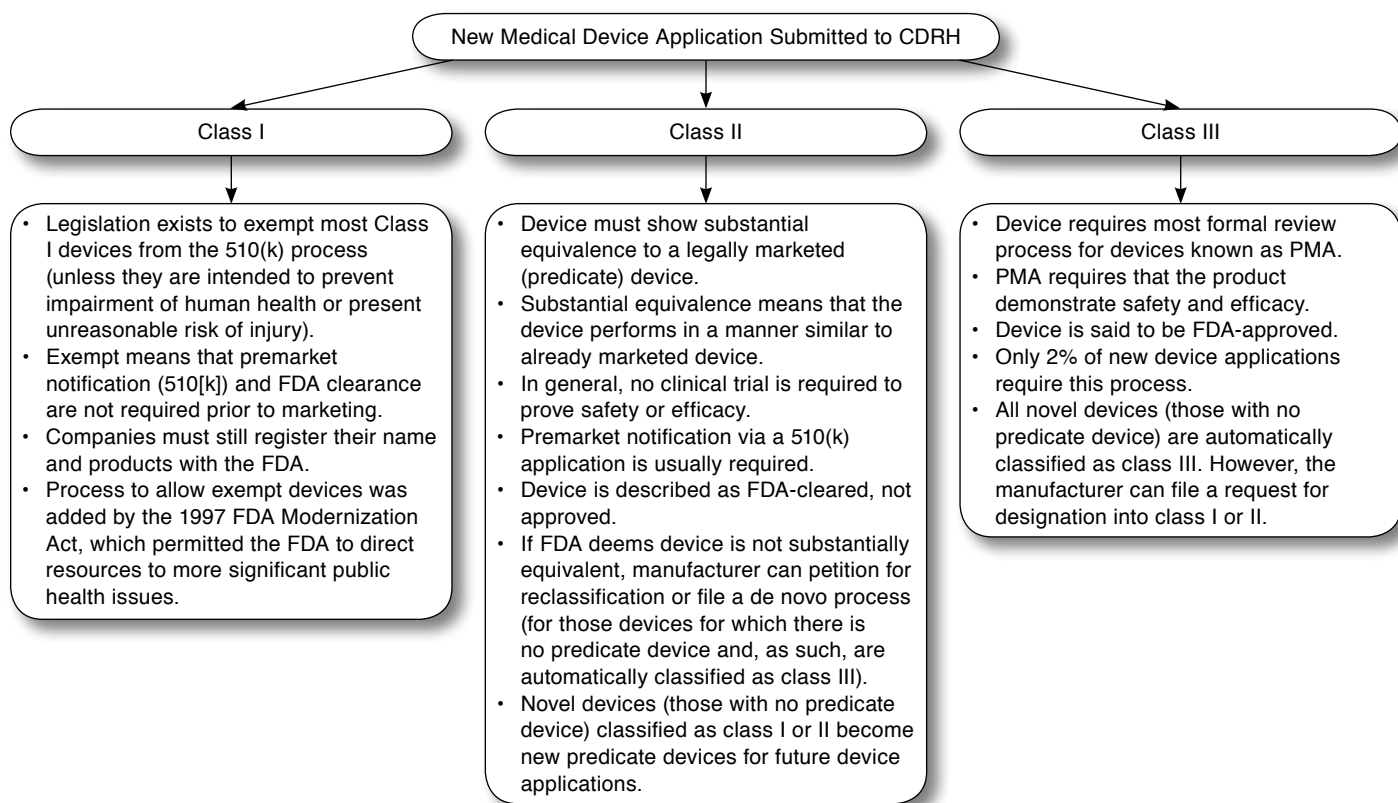 New Medical Device Application Submitted to CDRH
Class I
• Legislation exists to exempt most Class
I devices from the 510(k) process
(unless they are intended to prevent
impairment of human health or present
unreasonable risk of injury).
• Exempt means that premarket
notification (510[k]) and FDA clearance
are not required prior to marketing.
• Companies must still register their name
and products with the FDA.
• Process to allow exempt devices was
added by the 1997 FDA Modernization
Act, which permitted the FDA to direct
resources to more significant public
health issues.
Class II
• Device must show substantial
equivalence to a legally marketed
(predicate) device.
• Substantial equivalence means that the
device performs in a manner similar to
already marketed device.
• In general, no clinical trial is required to
prove safety or efficacy.
• Premarket notification via a 510(k)
application is usually required.
• Device is described as FDA-cleared, not
approved.
• If FDA deems device is not substantially
equivalent, manufacturer can petition for
reclassification or file a de novo process
(for those devices for which there is
no predicate device and, as such, are
automatically classified as class III).
• Novel devices (those with no predicate
device) classified as class I or II become
new predicate devices for future device
applications.
Class III
• Device requires most formal review
process for devices known as PMA.
• PMA requires that the product
demonstrate safety and efficacy.
• Device is said to be FDA-approved.
• Only 2% of new device applications
require this process.
• All novel devices (those with no
predicate device) are automatically
classified as class III. However, the
manufacturer can file a request for
designation into class I or II.